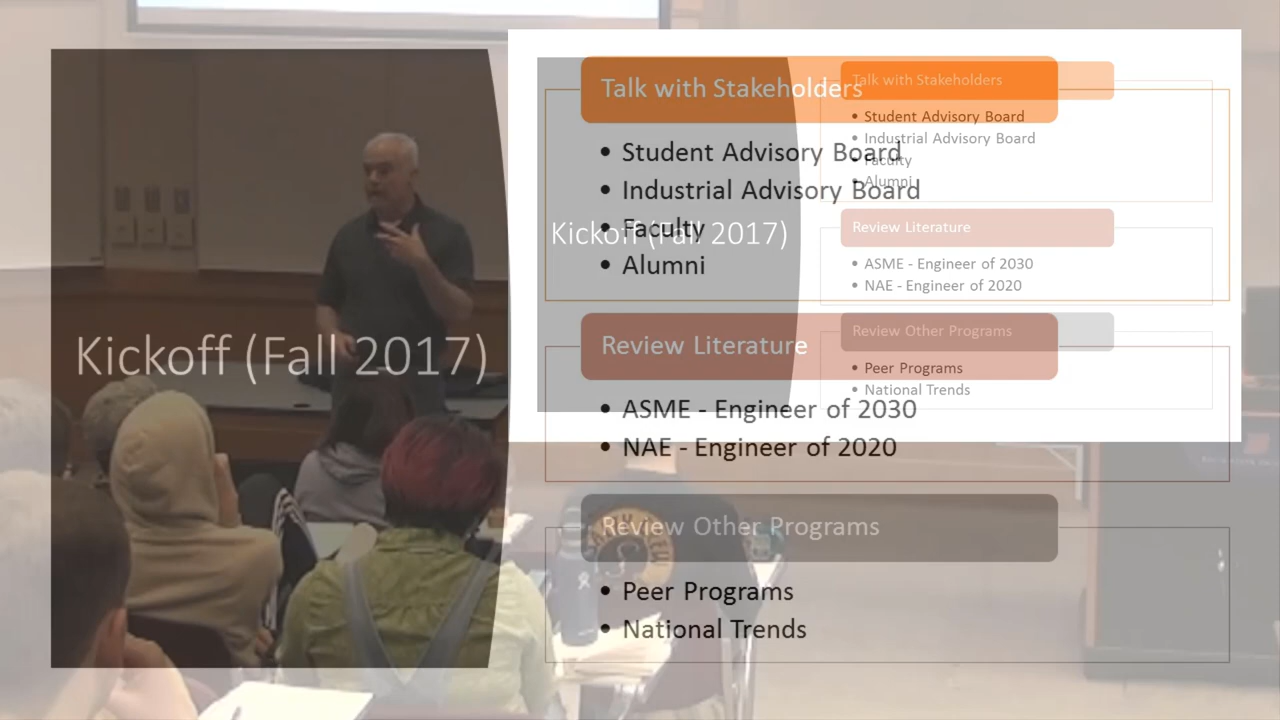 Kickoff (Fall 2017)
Talk with Stakeholders
• Student Advisory Board
• Industrial Advisory Board
• Faculty
• Alumni
Review Literature
• ASME - Engineer of 2030
• NAE - Engineer of 2020
Review Other Programs
• Peer Programs
• National Trends
Kickoff (Fall 2017)
Talk with Stakeholders
• Student Advisory Board
• Industrial Advisory Board
• Faculty
• Alumni
Review Literature
• ASME - Engineer of 2030
• NAE - Engineer of 2020
Review Other Programs
• Peer Programs
• National Trends